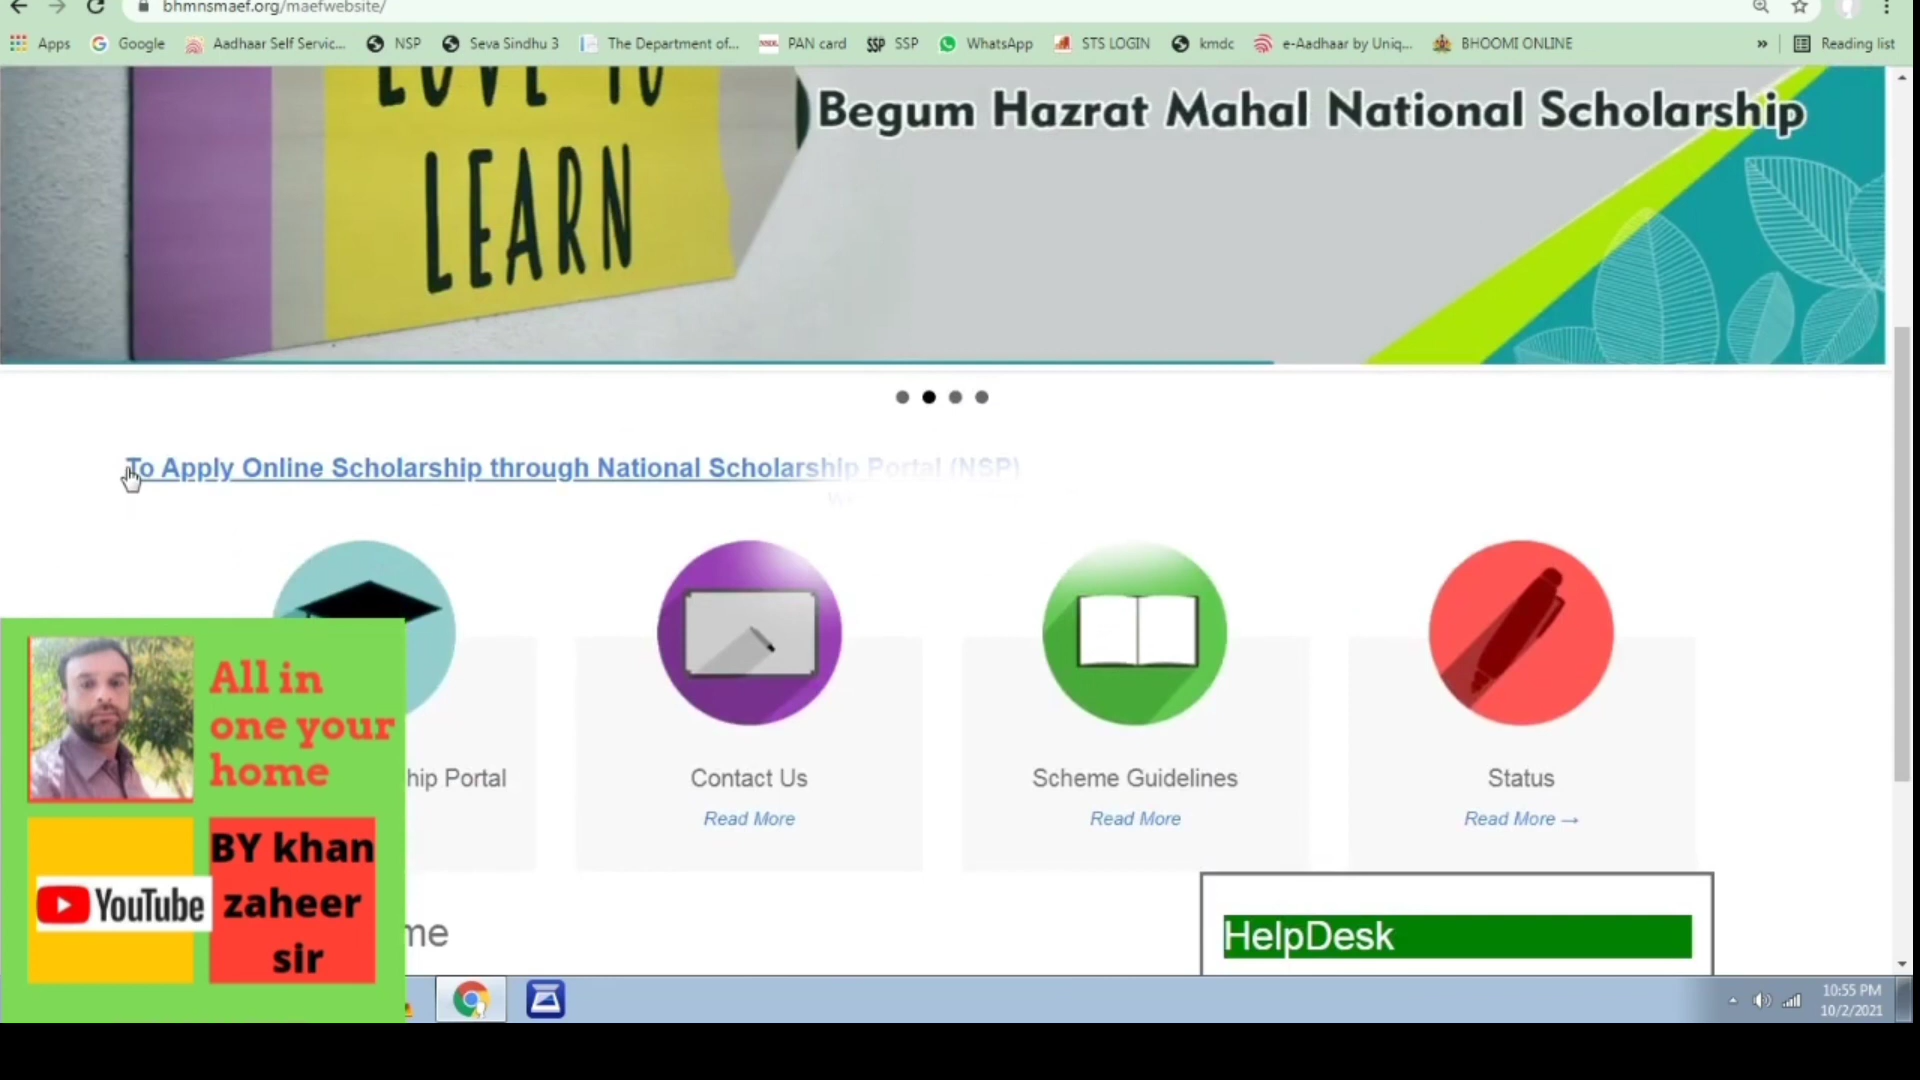 bhmnsmaef.org/maefwebsite/
Apps Google Aadhaar Self Servic... NSP Seva Sindhu 3 The Department of... PAN card SSP SSP WhatsApp STS LOGIN kmdc e-Aadhaar by Uniq... BHOOMI ONLINE » Reading list
LOVE TO
LEARN
Begum Hazrat Mahal National Scholarship
To Apply Online Scholarship through National Scholarship Portal (NSP)
hip Portal
Contact Us
Read More
Scheme Guidelines
Read More
Status
Read More →
me
HelpDesk
All in
one your
home
BY khan
zaheer
sir
YouTube
10:55 PM
10/2/2021